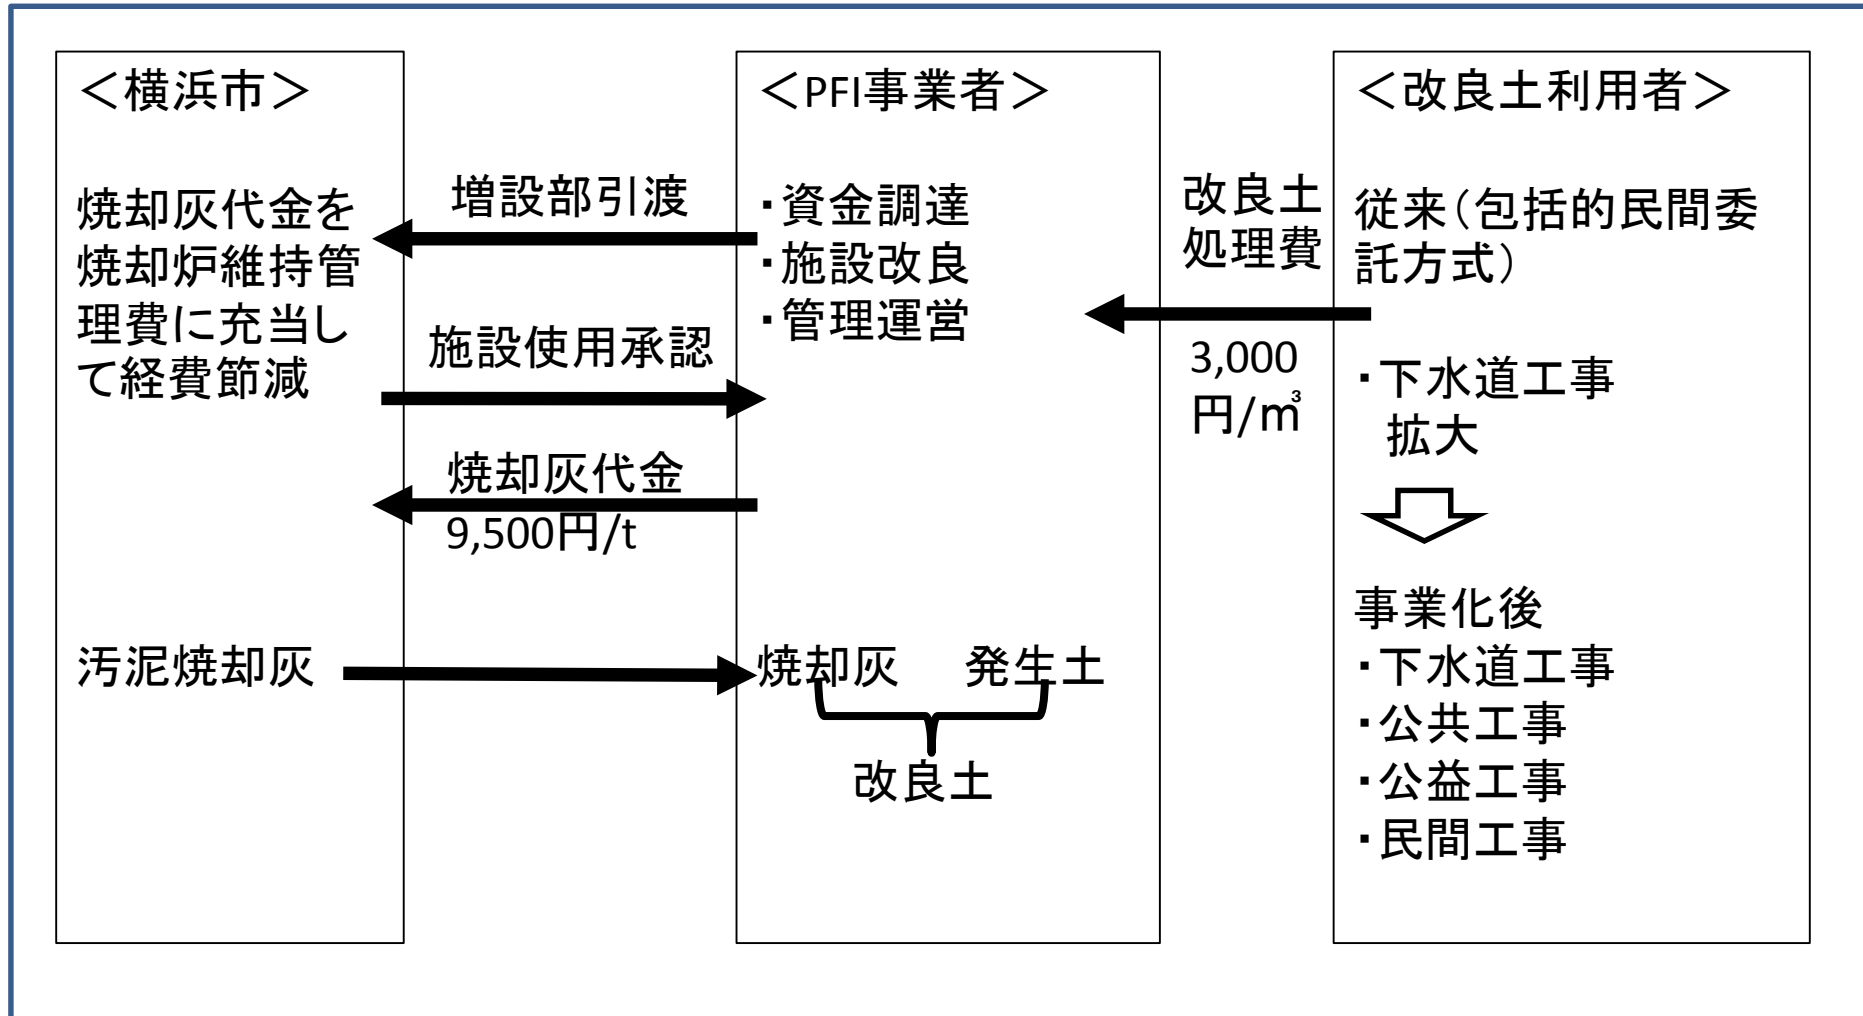 ＜横浜市＞
焼却灰代金を
焼却炉維持管
理費に充当し
て経費節減
汚泥焼却灰
増設部引渡
施設使用承認
焼却灰代金
9,500円/t
＜PFI事業者＞
・資金調達
・施設改良
・管理運営
焼却灰　発生土
改良土
改良土
処理費
3,000
円/㎥
＜改良土利用者＞
従来（包括的民間委
託方式）
・下水道工事
拡大
事業化後
・下水道工事
・公共工事
・公益工事
・民間工事